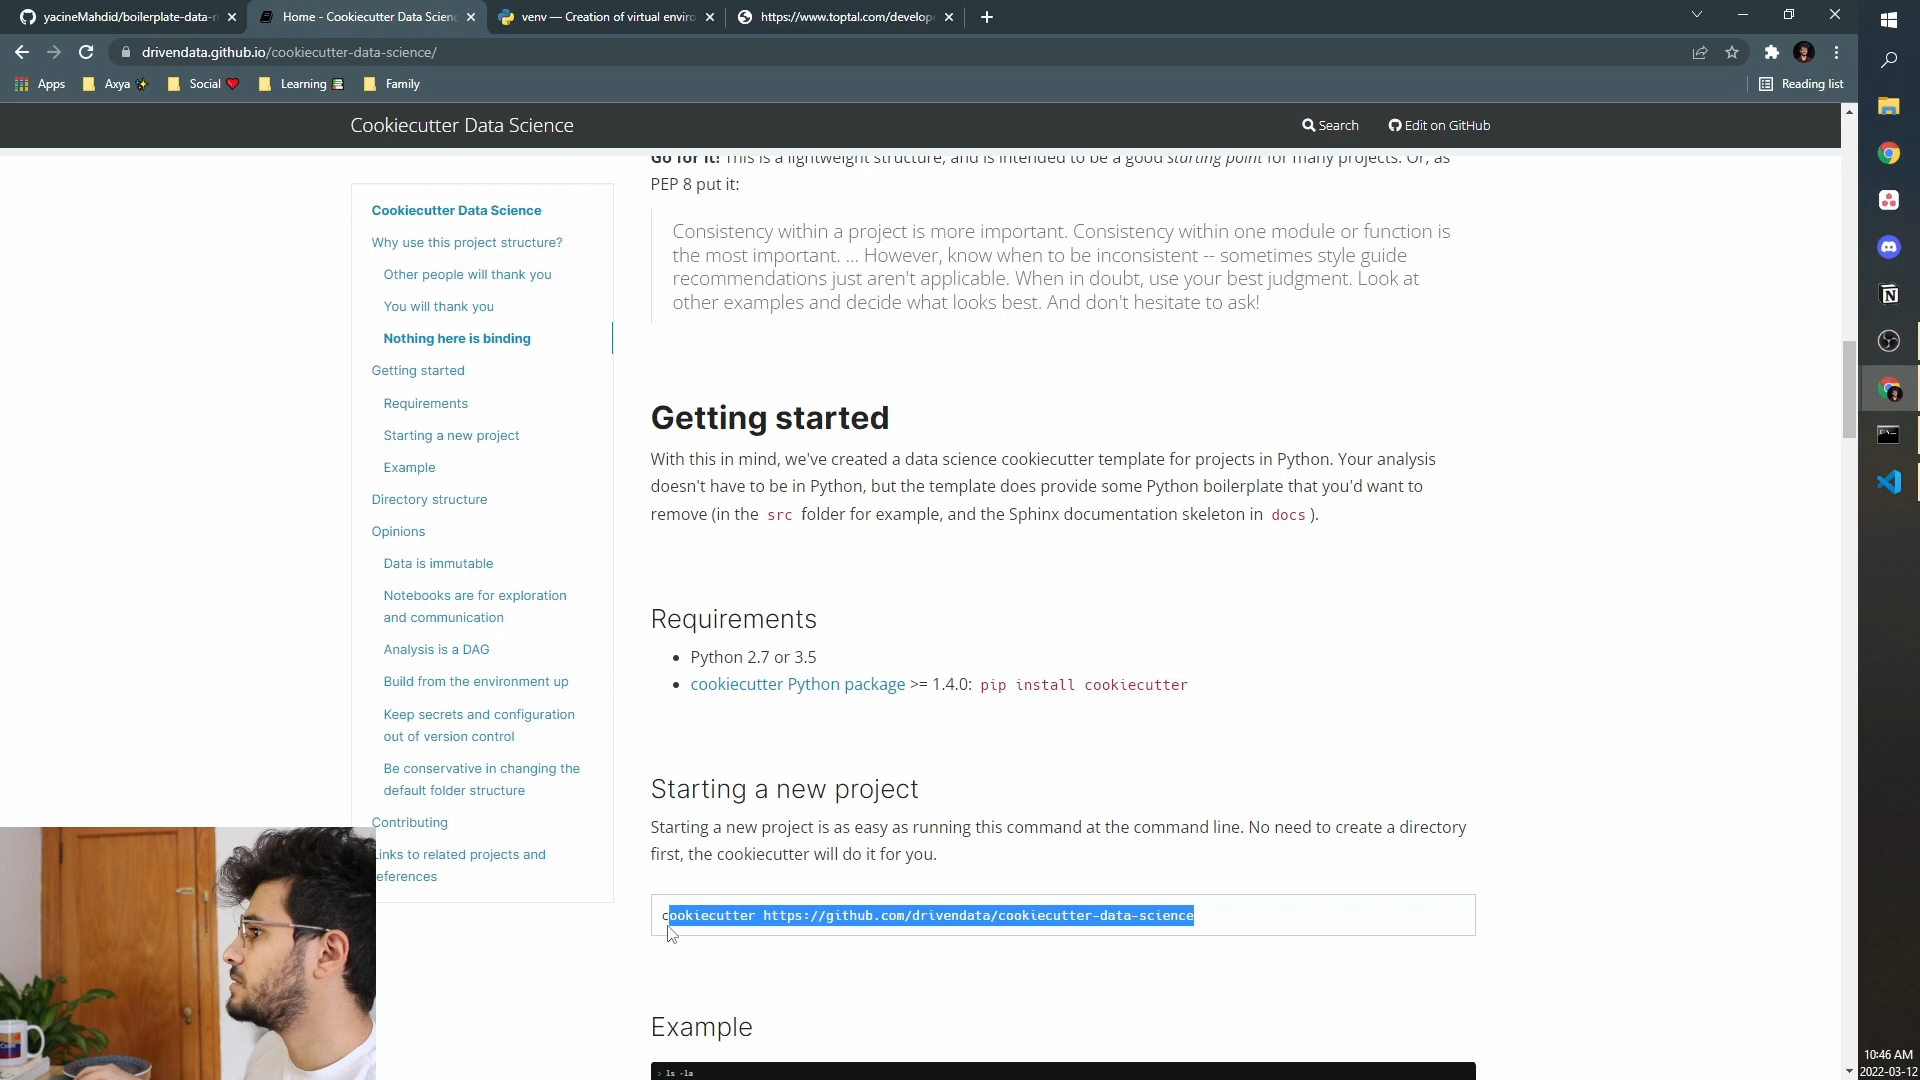 yacineMahdid/boilerplate-data-
Home - Cookiecutter Data Scien
venv — Creation of virtual enviro
https://www.toptal.com/develop
drivendata.github.io/cookiecutter-data-science/
Apps
Axya
Social
Learning
Family
Reading list
Cookiecutter Data Science
Search
Edit on GitHub
Cookiecutter Data Science
Why use this project structure?
Other people will thank you
You will thank you
Nothing here is binding
Getting started
Requirements
Starting a new project
Example
Directory structure
Opinions
Data is immutable
Notebooks are for exploration
and communication
Analysis is a DAG
Build from the environment up
Keep secrets and configuration
out of version control
Be conservative in changing the
default folder structure
Contributing
Links to related projects and
eferences
Go for it! This is a lightweight structure, and is intended to be a good starting point for many projects. Or, as
PEP 8 put it:
Consistency within a project is more important. Consistency within one module or function is
the most important. ... However, know when to be inconsistent -- sometimes style guide
recommendations just aren't applicable. When in doubt, use your best judgment. Look at
other examples and decide what looks best. And don't hesitate to ask!
Getting started
With this in mind, we've created a data science cookiecutter template for projects in Python. Your analysis
doesn't have to be in Python, but the template does provide some Python boilerplate that you'd want to
remove (in the src folder for example, and the Sphinx documentation skeleton in docs ).
Requirements
Python 2.7 or 3.5
cookiecutter Python package >= 1.4.0: pip install cookiecutter
Starting a new project
Starting a new project is as easy as running this command at the command line. No need to create a directory
first, the cookiecutter will do it for you.
cookiecutter https://github.com/drivendata/cookiecutter-data-science
Example
› ls -la
10:46 AM
2022-03-12